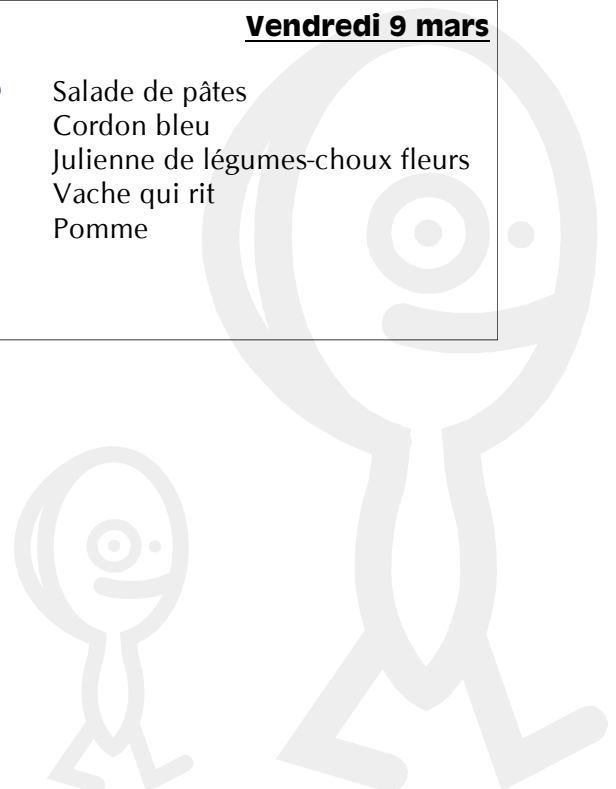 Vendredi 9 mars
Salade de pâtes
Cordon bleu
Julienne de légumes-choux fleurs
Vache qui rit
Pomme